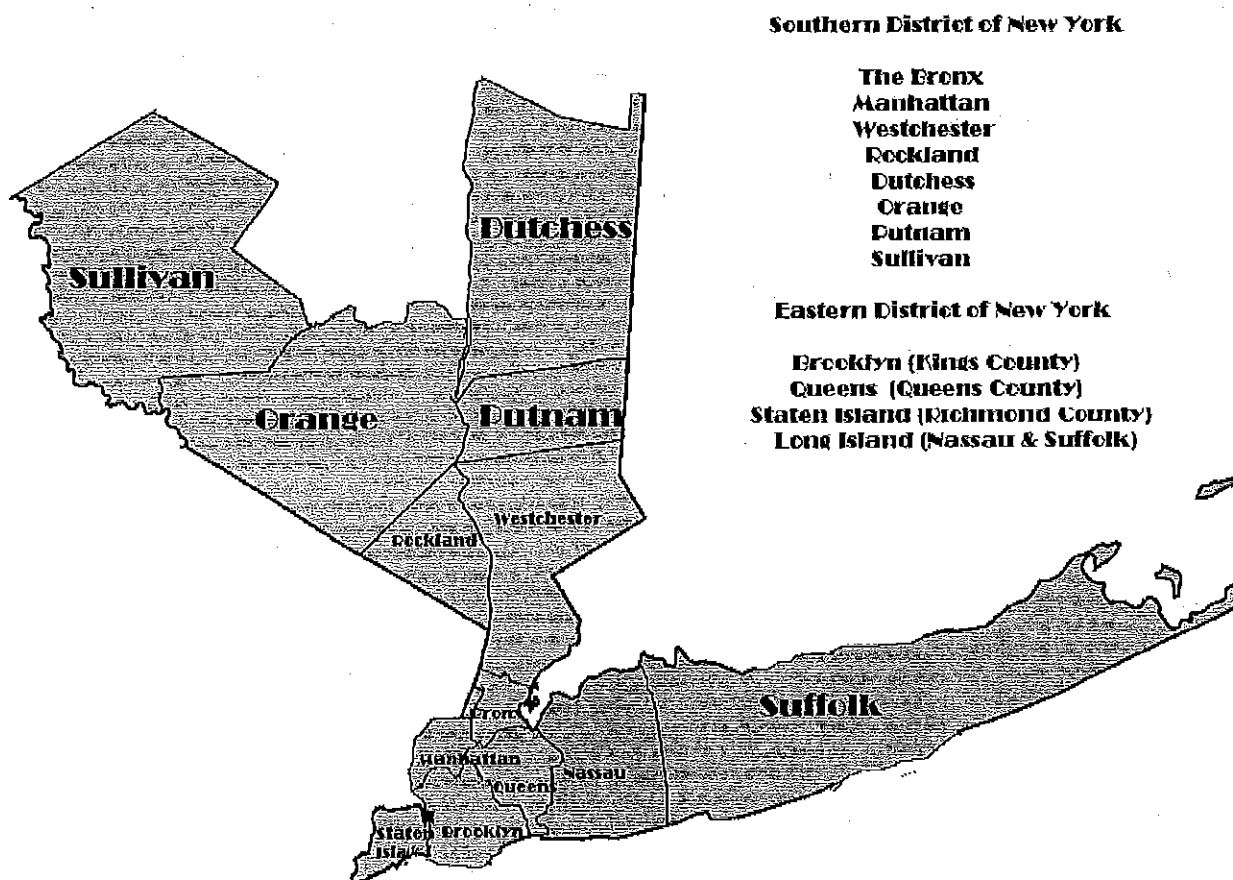 Southern District of New York
The Bronx
Manhattan
Westchester
Rockland
Dutchess
Orange
Putnam
Sullivan
Eastern District of New York
Brooklyn (Kings County)
Queens (Queens County)
Staten Island (Richmond County)
Long Island (Nassau & Suffolk)
Dutchess
Sullivan
Orange
Putnam
Westchester
Rockland
Bronx
Suffolk
Manhattan
Nassau
Queens
Staten
Island
Brooklyn